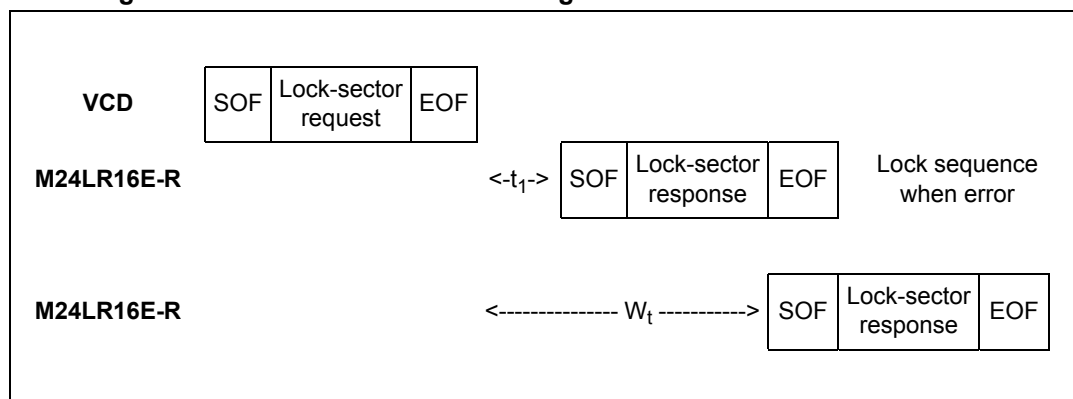 VCD SOF Lock-sector request EOF
M24LR16E-R <-t1-> SOF Lock-sector response EOF Lock sequence when error
M24LR16E-R <--------------- Wt -----------> SOF Lock-sector response EOF